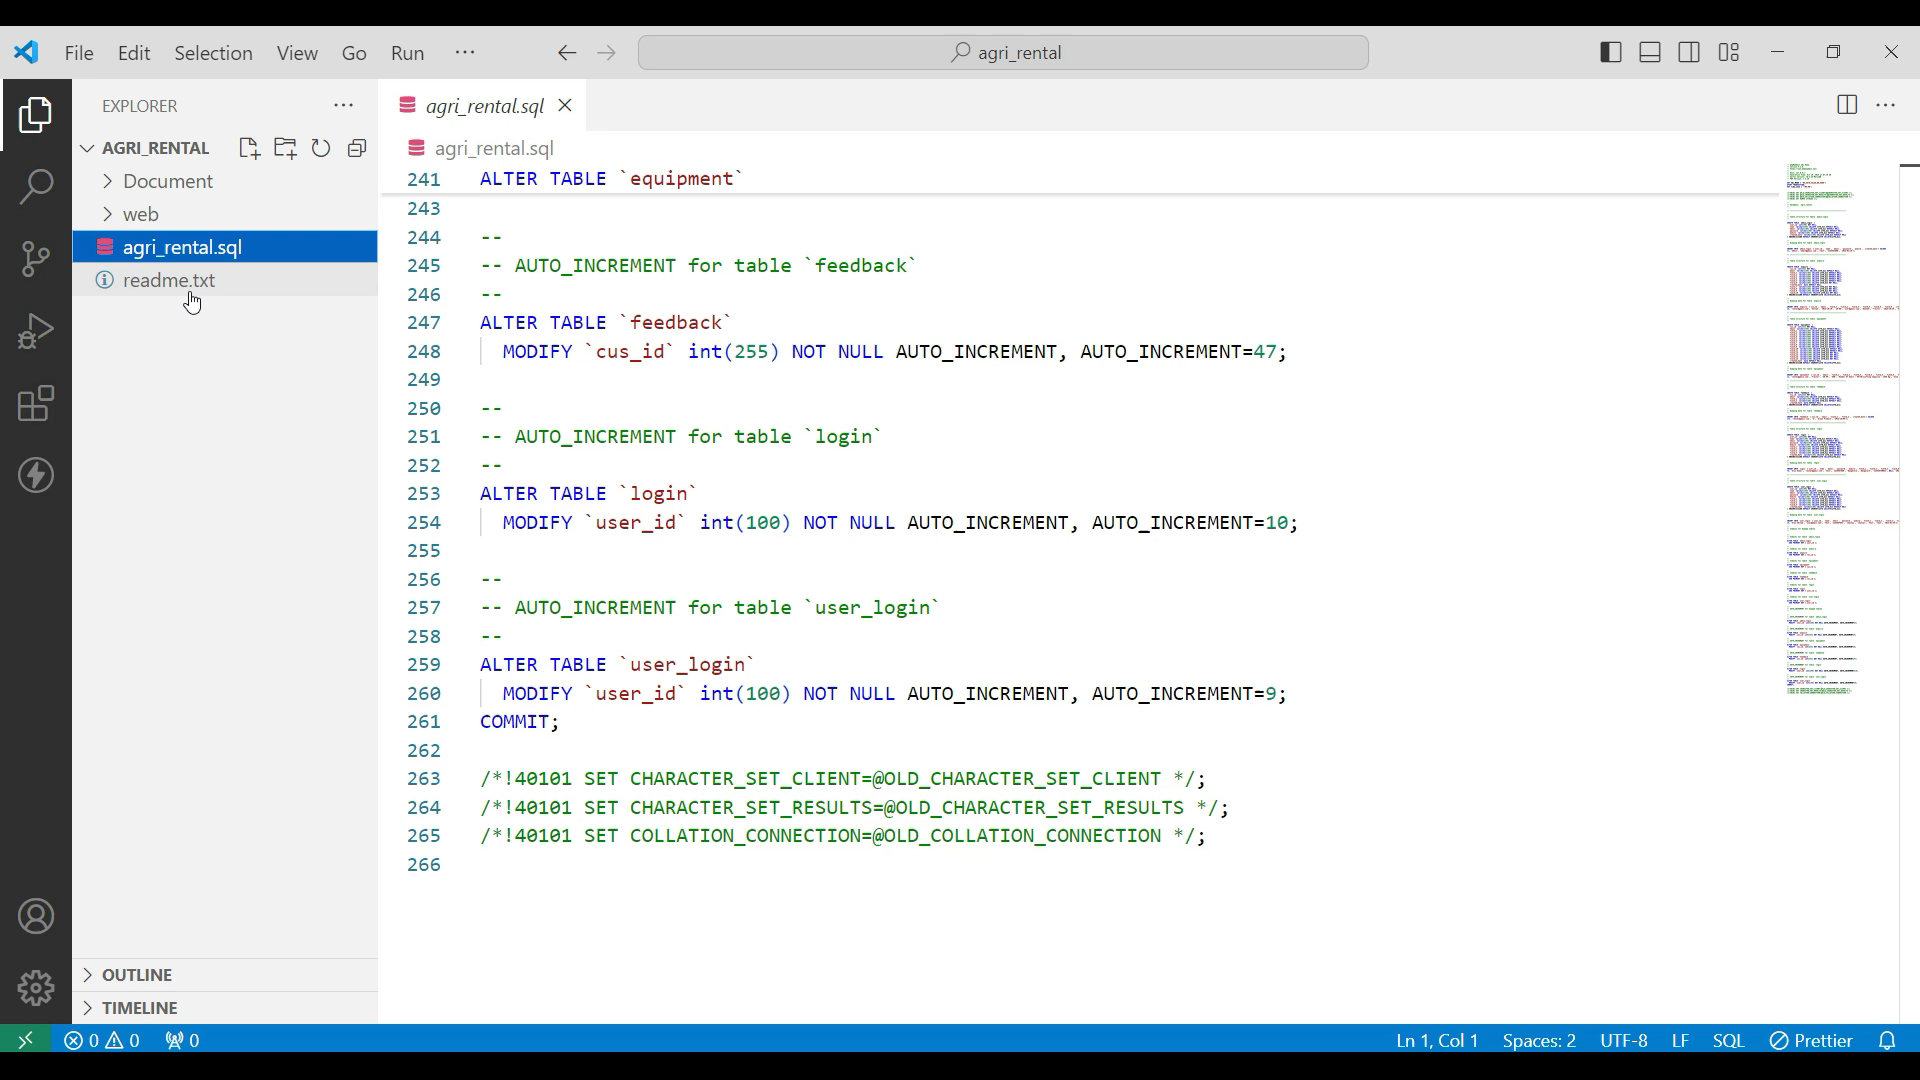 File Edit Selection View Go Run ···
agri_rental
EXPLORER
AGRI_RENTAL
Document
web
agri_rental.sql
readme.txt
OUTLINE
TIMELINE
agri_rental.sql
agri_rental.sql
241 ALTER TABLE `equipment`
243
244 --
245 -- AUTO_INCREMENT for table `feedback`
246 --
247 ALTER TABLE `feedback`
248 MODIFY `cus_id` int(255) NOT NULL AUTO_INCREMENT, AUTO_INCREMENT=47;
249
250 --
251 -- AUTO_INCREMENT for table `login`
252 --
253 ALTER TABLE `login`
254 MODIFY `user_id` int(100) NOT NULL AUTO_INCREMENT, AUTO_INCREMENT=10;
255
256 --
257 -- AUTO_INCREMENT for table `user_login`
258 --
259 ALTER TABLE `user_login`
260 MODIFY `user_id` int(100) NOT NULL AUTO_INCREMENT, AUTO_INCREMENT=9;
261 COMMIT;
262
263 /*!40101 SET CHARACTER_SET_CLIENT=@OLD_CHARACTER_SET_CLIENT */;
264 /*!40101 SET CHARACTER_SET_RESULTS=@OLD_CHARACTER_SET_RESULTS */;
265 /*!40101 SET COLLATION_CONNECTION=@OLD_COLLATION_CONNECTION */;
266
0 0 0 Ln 1, Col 1 Spaces: 2 UTF-8 LF SQL Prettier